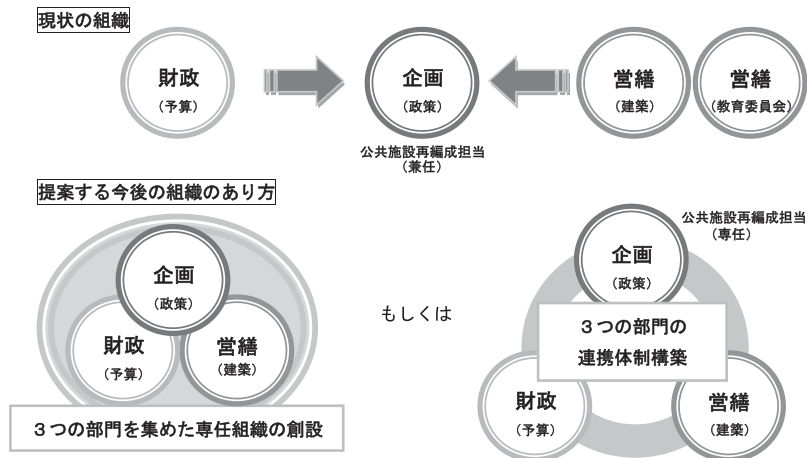 現状の組織
財政
（予算）
企画
（政策）
公共施設再編成担当
（兼任）
営繕
（建築）
営繕
（教育委員会）
提案する今後の組織のあり方
企画
（政策）
財政
（予算）
営繕
（建築）
３つの部門を集めた専任組織の創設
もしくは
公共施設再編成担当
（専任）
企画
（政策）
３つの部門の
連携体制構築
財政
（予算）
営繕
（建築）